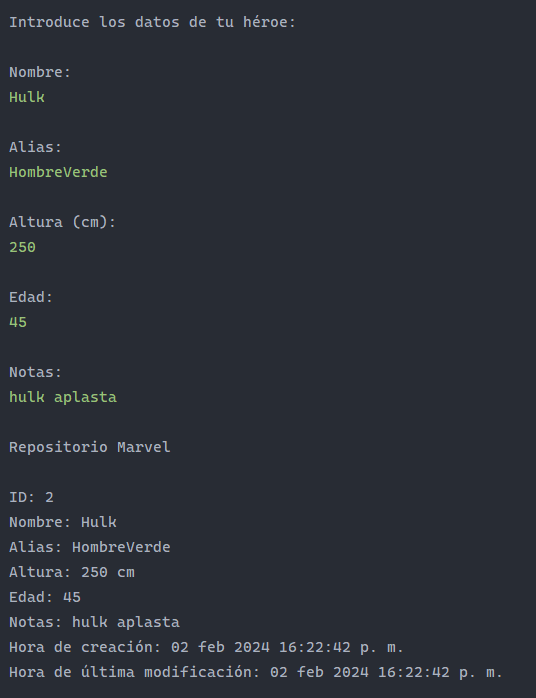 Introduce los datos de tu héroe:
Nombre:
Hulk
Alias:
HombreVerde
Altura (cm):
250
Edad:
45
Notas:
hulk aplasta
Repositorio Marvel
ID: 2
Nombre: Hulk
Alias: HombreVerde
Altura: 250 cm
Edad: 45
Notas: hulk aplasta
Hora de creación: 02 feb 2024 16:22:42 p. m.
Hora de última modificación: 02 feb 2024 16:22:42 p. m.